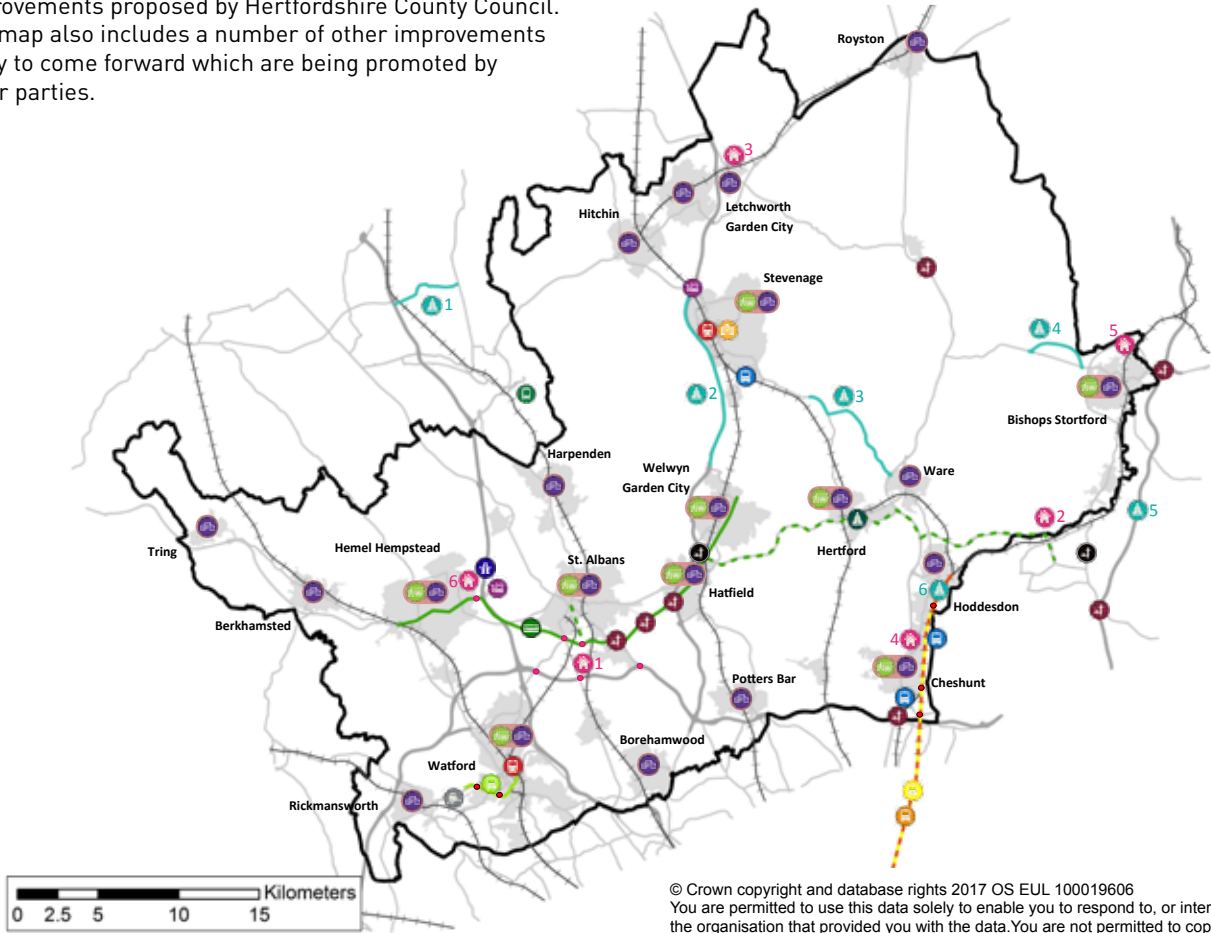 rovements proposed by Hertfordshire County Council.
map also includes a number of other improvements
y to come forward which are being promoted by
r parties.
Royston
3
Letchworth
Garden City
Hitchin
Stevenage
1
4
5
2
3
Bishops Stortford
Harpenden
Welwyn
Garden City
Ware
Tring
Hemel Hempstead
St. Albans
Hertford
2
5
6
Hatfield
6
Hoddesdon
Berkhamsted
4
1
Potters Bar
Cheshunt
Borehamwood
Watford
Rickmansworth
Kilometers
0 2.5 5 10 15
© Crown copyright and database rights 2017 OS EUL 100019606
You are permitted to use this data solely to enable you to respond to, or inter
the organisation that provided you with the data.You are not permitted to cop